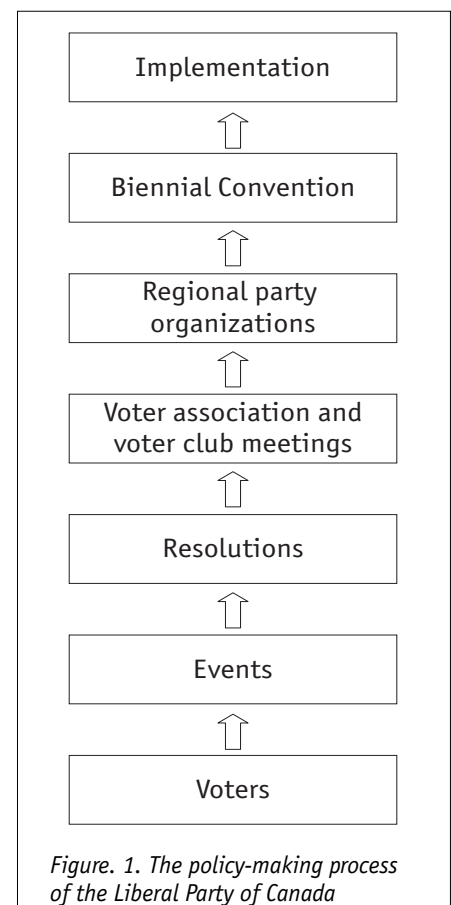 Implementation
Biennial Convention
Regional party
organizations
Voter association and
voter club meetings
Resolutions
Events
Voters
Figure. 1. The policy-making process
of the Liberal Party of Canada